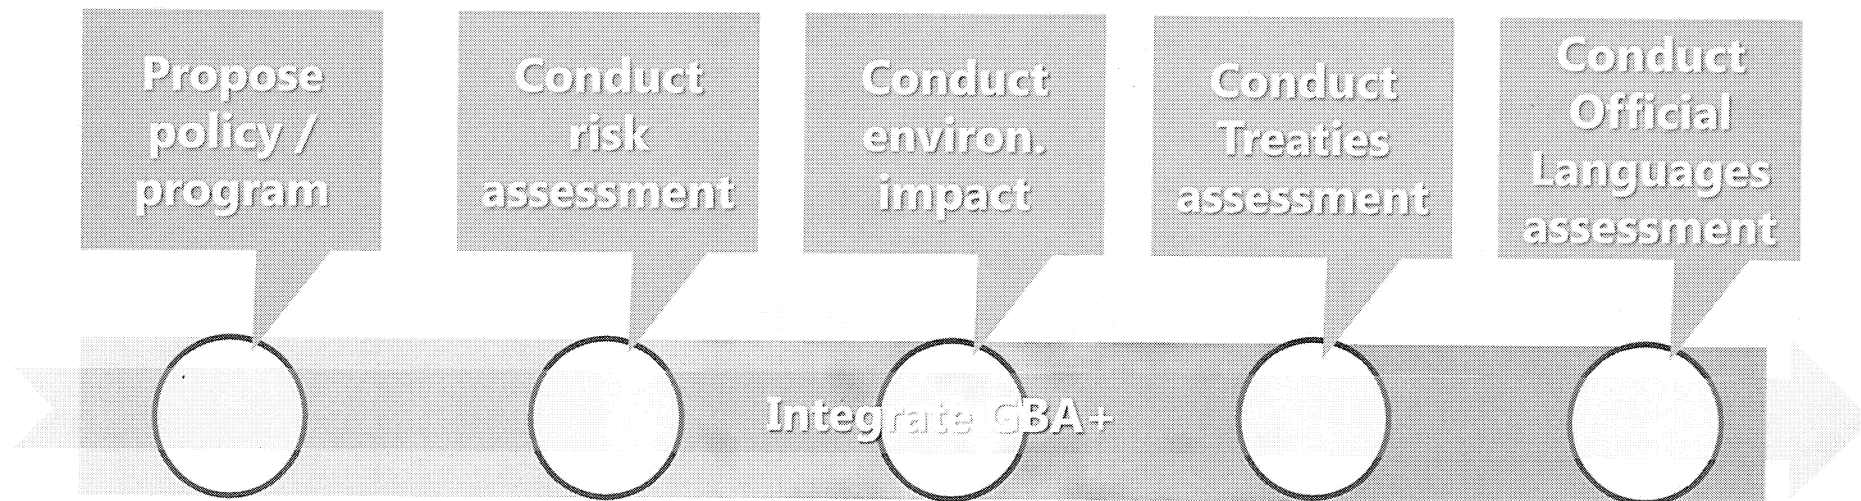 Propose
policy /
program
Conduct
risk
assessment
Conduct
environ.
impact
Conduct
Treaties
assessment
Conduct
Official
Languages
assessment
Integrate GBA+